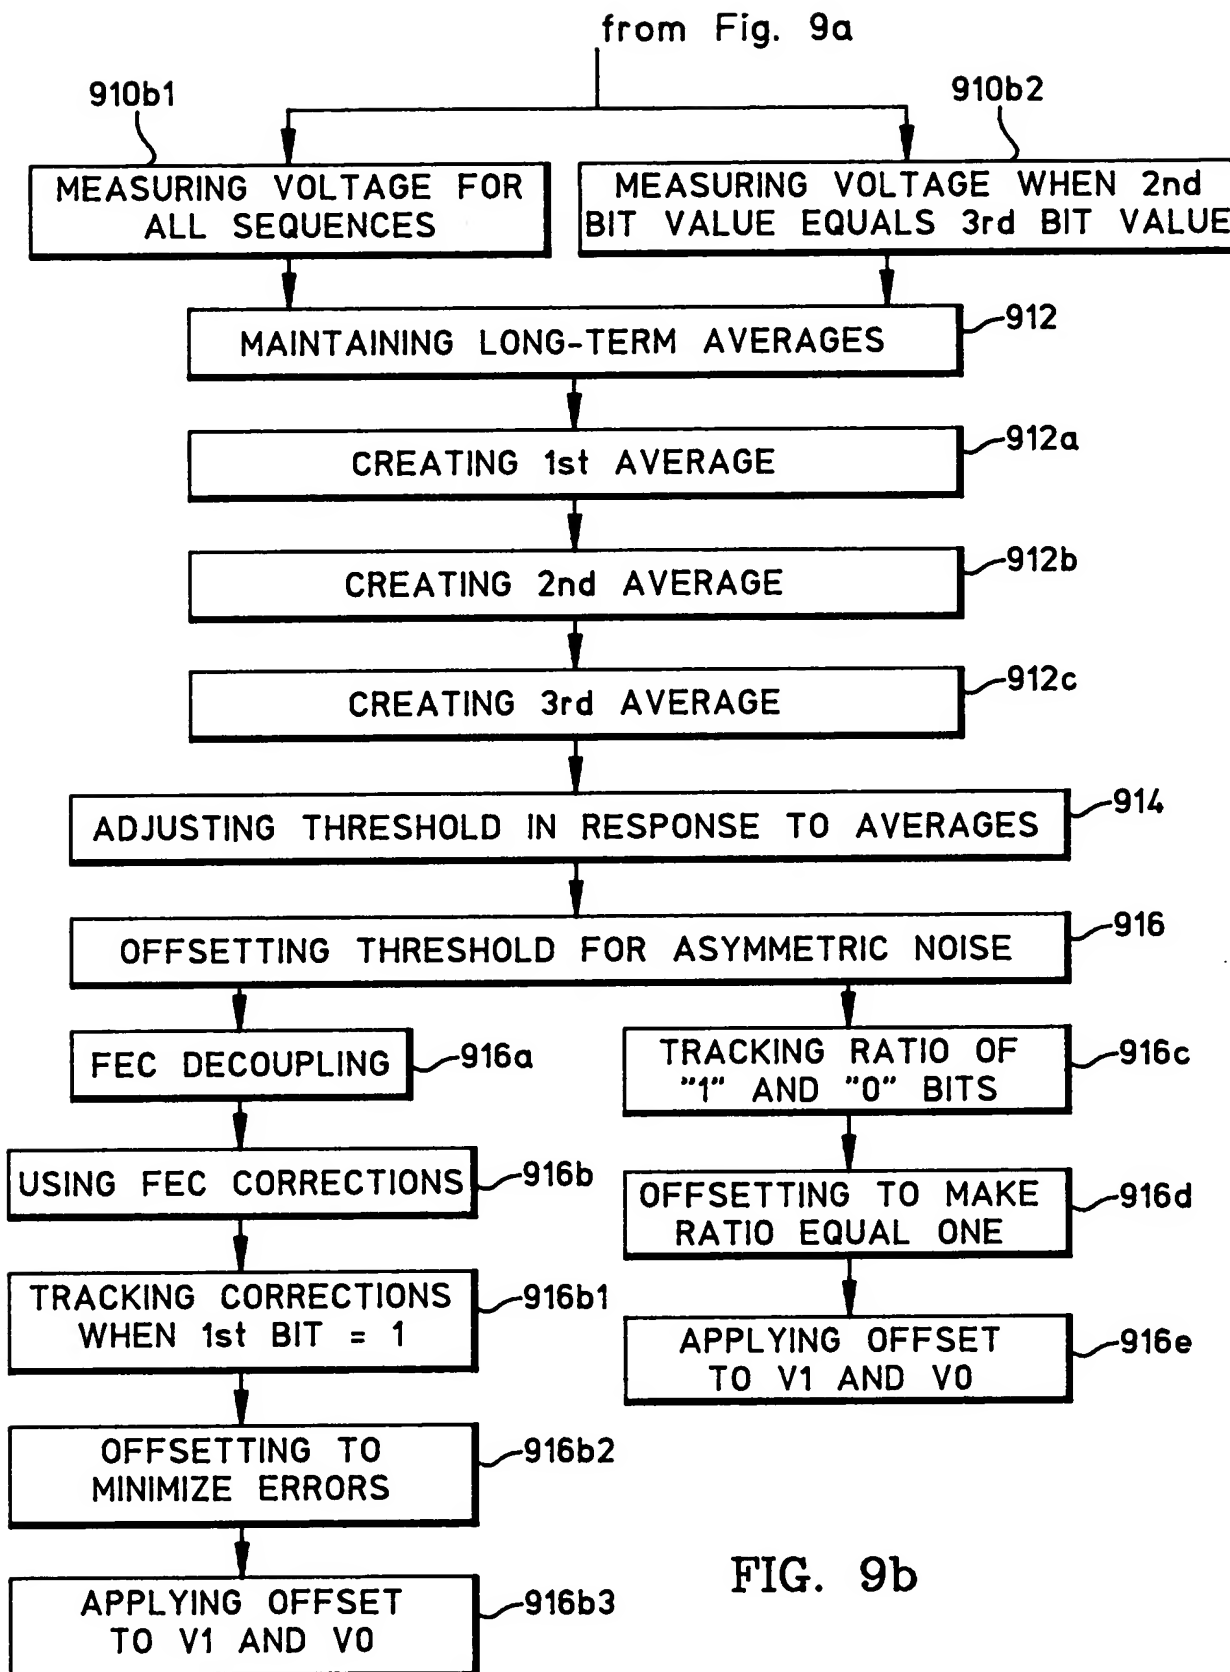 from Fig. 9a
910b1
910b2
MEASURING VOLTAGE FOR
ALL SEQUENCES
MEASURING VOLTAGE WHEN 2nd
BIT VALUE EQUALS 3rd BIT VALUE
912
MAINTAINING LONG-TERM AVERAGES
912a
CREATING 1st AVERAGE
912b
CREATING 2nd AVERAGE
912c
CREATING 3rd AVERAGE
914
ADJUSTING THRESHOLD IN RESPONSE TO AVERAGES
916
OFFSETTING THRESHOLD FOR ASYMMETRIC NOISE
FEC DECOUPLING
916a
USING FEC CORRECTIONS
916b
TRACKING CORRECTIONS
WHEN 1st BIT = 1
916b1
OFFSETTING TO
MINIMIZE ERRORS
916b2
APPLYING OFFSET
TO V1 AND V0
916b3
TRACKING RATIO OF
"1" AND "0" BITS
916c
OFFSETTING TO MAKE
RATIO EQUAL ONE
916d
APPLYING OFFSET
TO V1 AND V0
916e
FIG. 9b